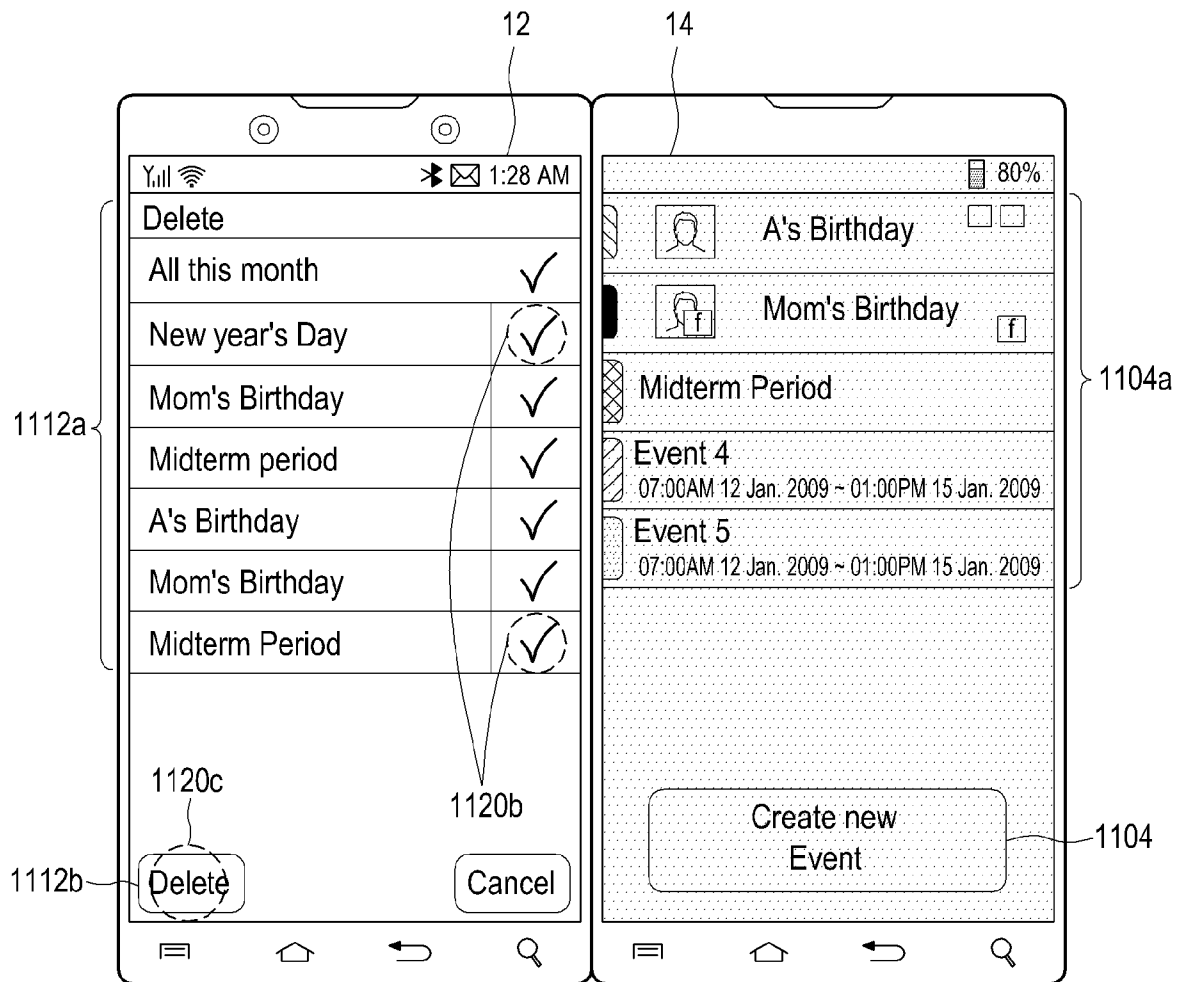 12
14
1:28 AM
80%
Delete
All this month
New year's Day
Mom's Birthday
Midterm period
A's Birthday
Mom's Birthday
Midterm Period
1112a
1120c
1120b
1112b
Delete
Cancel
A's Birthday
f
Mom's Birthday
f
Midterm Period
Event 4
07:00AM 12 Jan. 2009 ~ 01:00PM 15 Jan. 2009
Event 5
07:00AM 12 Jan. 2009 ~ 01:00PM 15 Jan. 2009
1104a
Create new
Event
1104